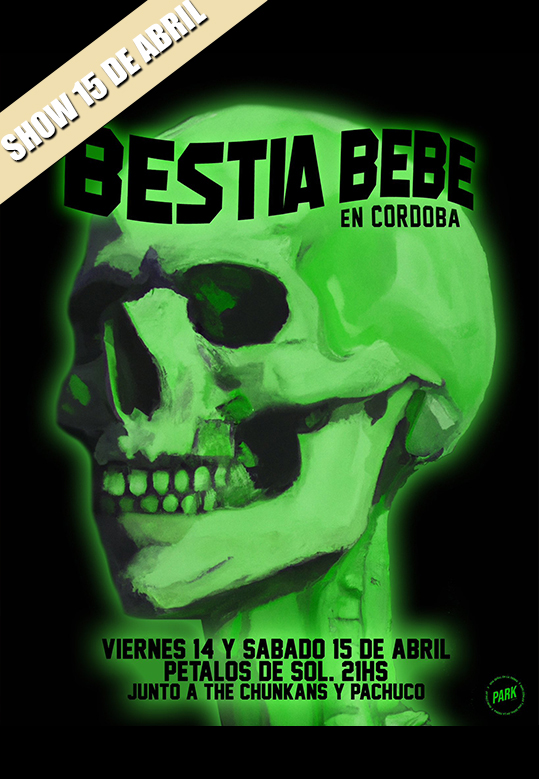 SHOW 15 DE ABRIL
BESTIA BEBE
EN CORDOBA
VIERNES 14 Y SABADO 15 DE ABRIL
PETALOS DE SOL. 21HS
JUNTO A THE CHUNKANS Y PACHUCO
PARK